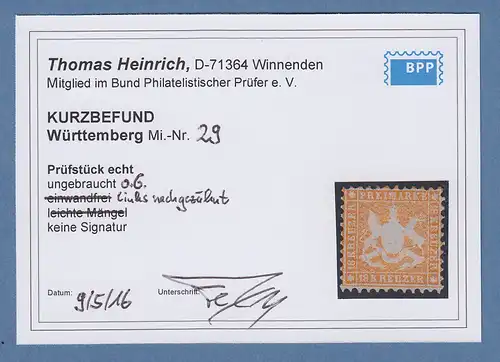 Thomas Heinrich, D-71364 Winnenden
Mitglied im Bund Philatelistischer Prüfer e. V.
BPP
KURZBEFUND
Württemberg Mi.-Nr. 29
Prüfstück echt
ungebraucht o.G.
einwandfrei links nachgezähnt
leichte Mängel
keine Signatur
Datum: 9/5/16 Unterschrift:
FREIMARKE
18 KREUZER